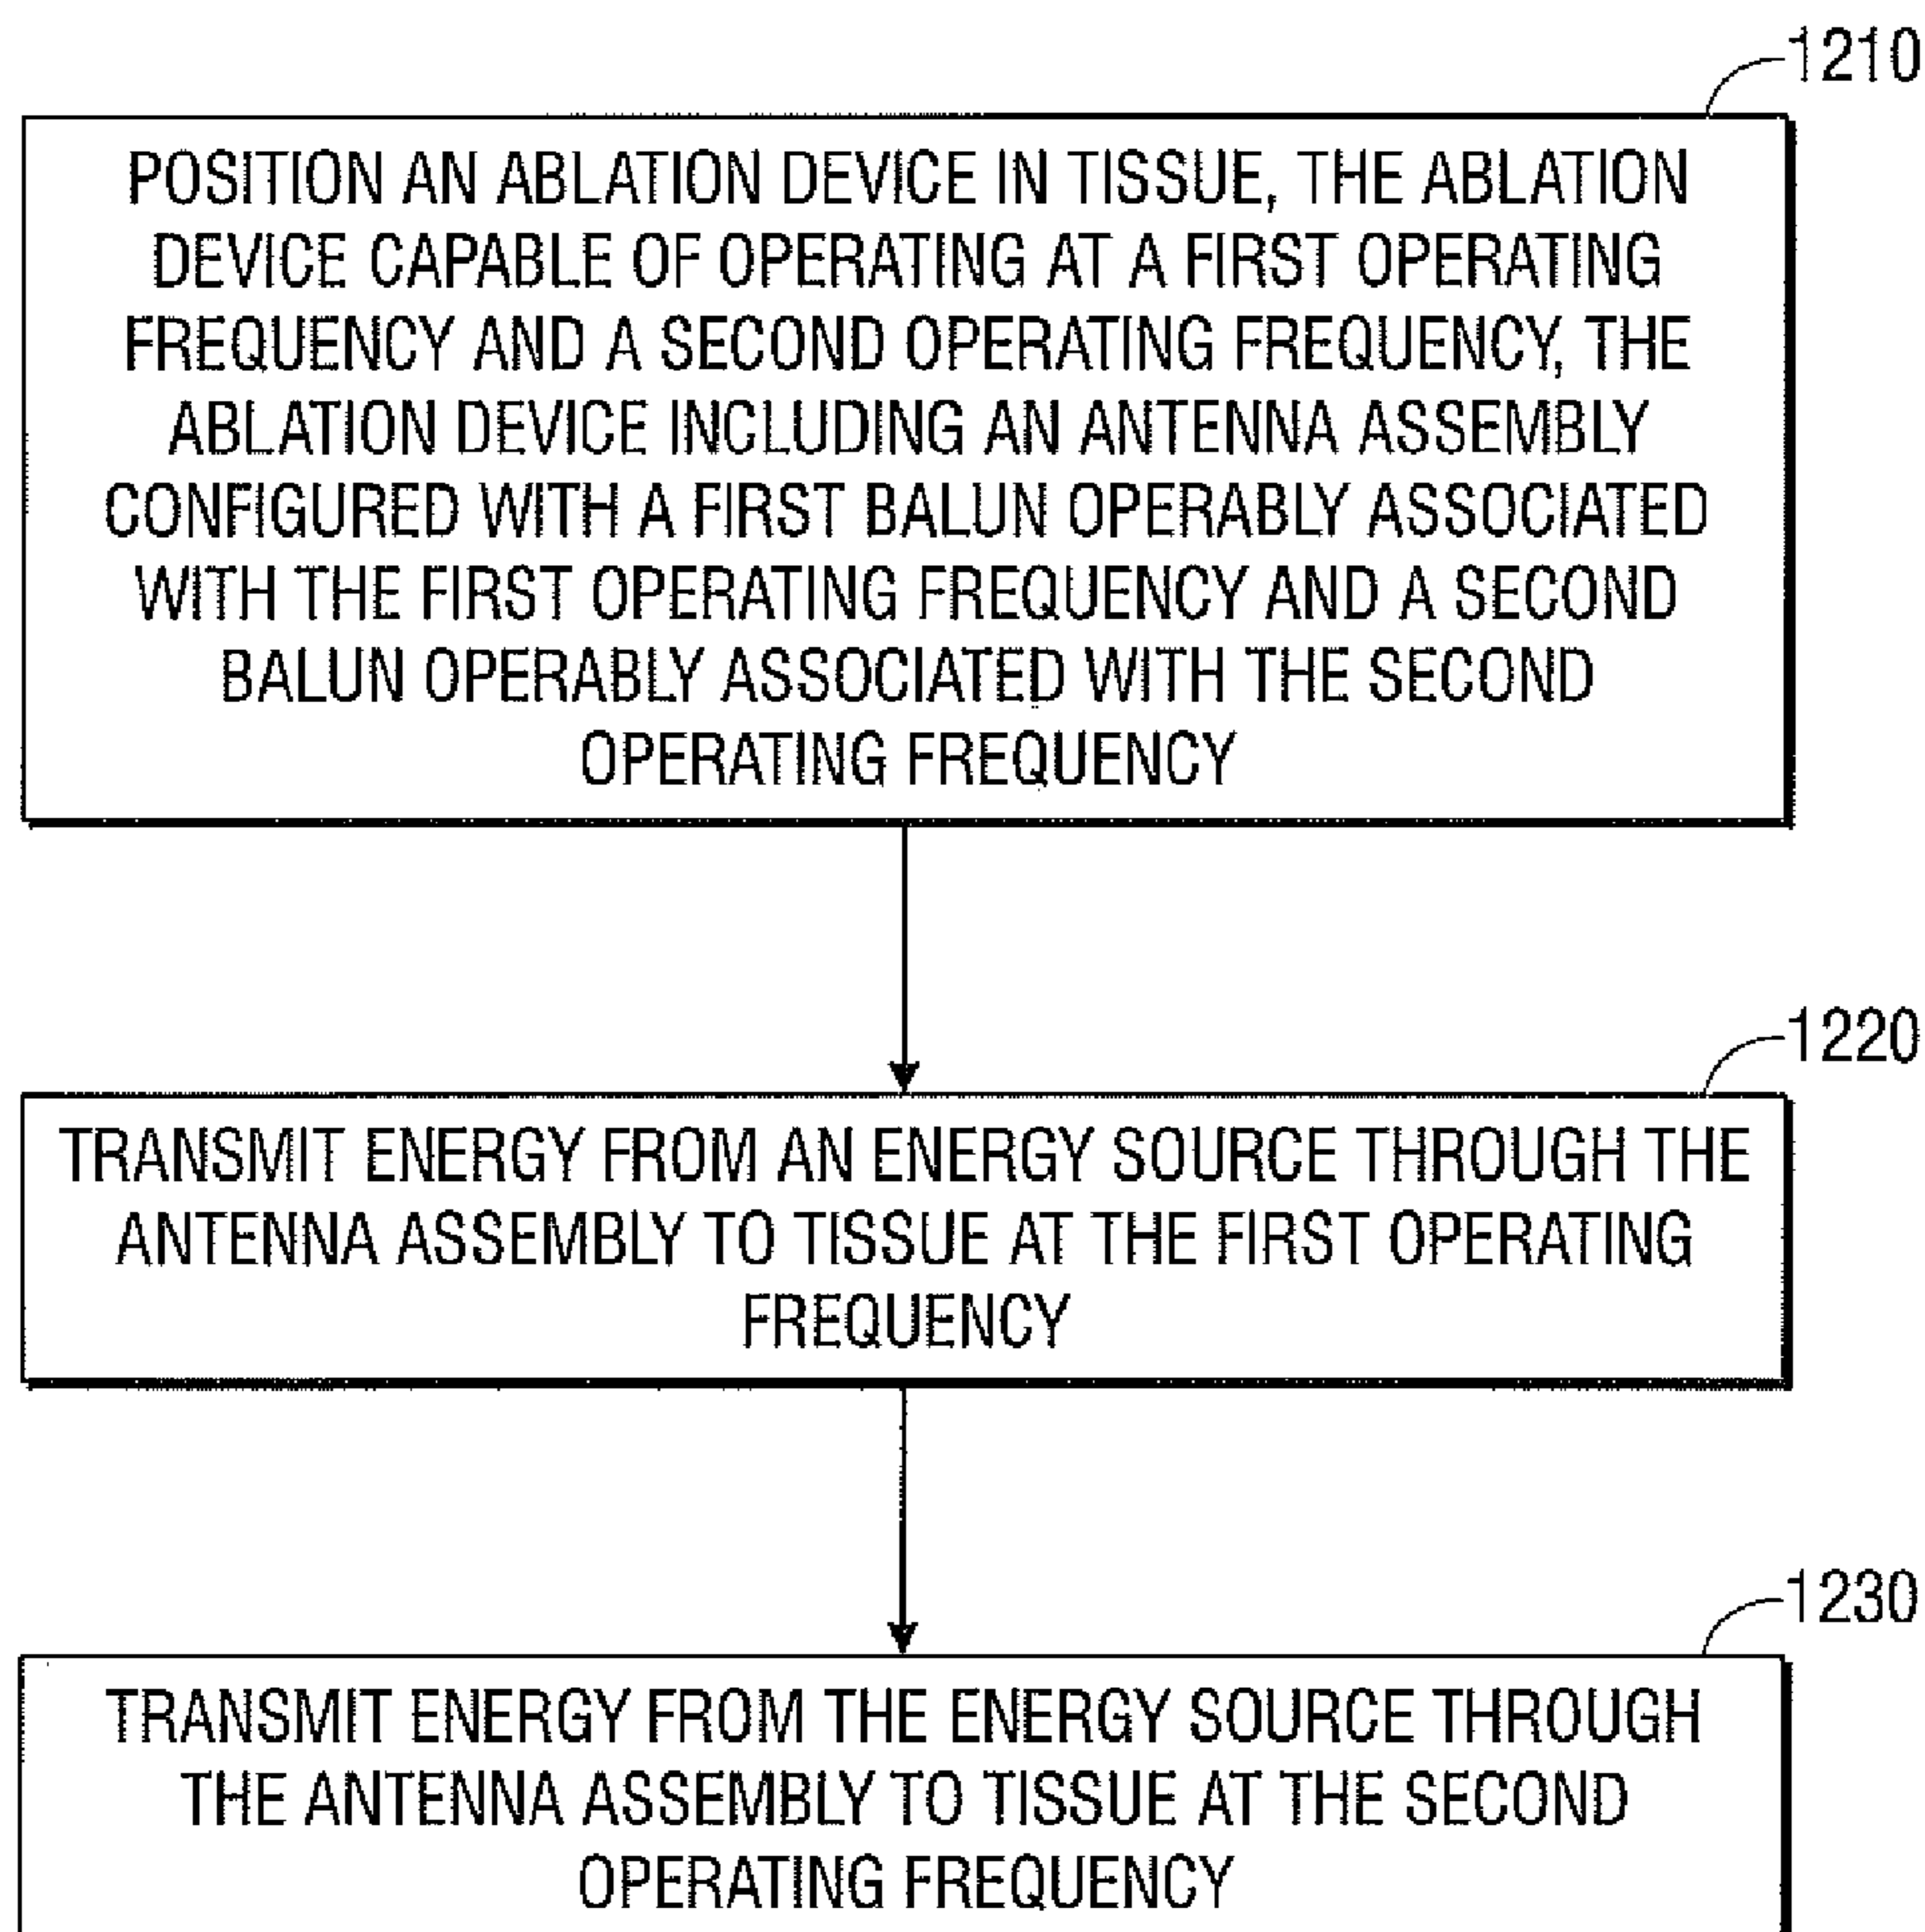 1210
POSITION AN ABLATION DEVICE IN TISSUE, THE ABLATION
DEVICE CAPABLE OF OPERATING AT A FIRST OPERATING
FREQUENCY AND A SECOND OPERATING FREQUENCY, THE
ABLATION DEVICE INCLUDING AN ANTENNA ASSEMBLY
CONFIGURED WITH A FIRST BALUN OPERABLY ASSOCIATED
WITH THE FIRST OPERATING FREQUENCY AND A SECOND
BALUN OPERABLY ASSOCIATED WITH THE SECOND
OPERATING FREQUENCY
1220
TRANSMIT ENERGY FROM AN ENERGY SOURCE THROUGH THE
ANTENNA ASSEMBLY TO TISSUE AT THE FIRST OPERATING
FREQUENCY
1230
TRANSMIT ENERGY FROM THE ENERGY SOURCE THROUGH
THE ANTENNA ASSEMBLY TO TISSUE AT THE SECOND
OPERATING FREQUENCY